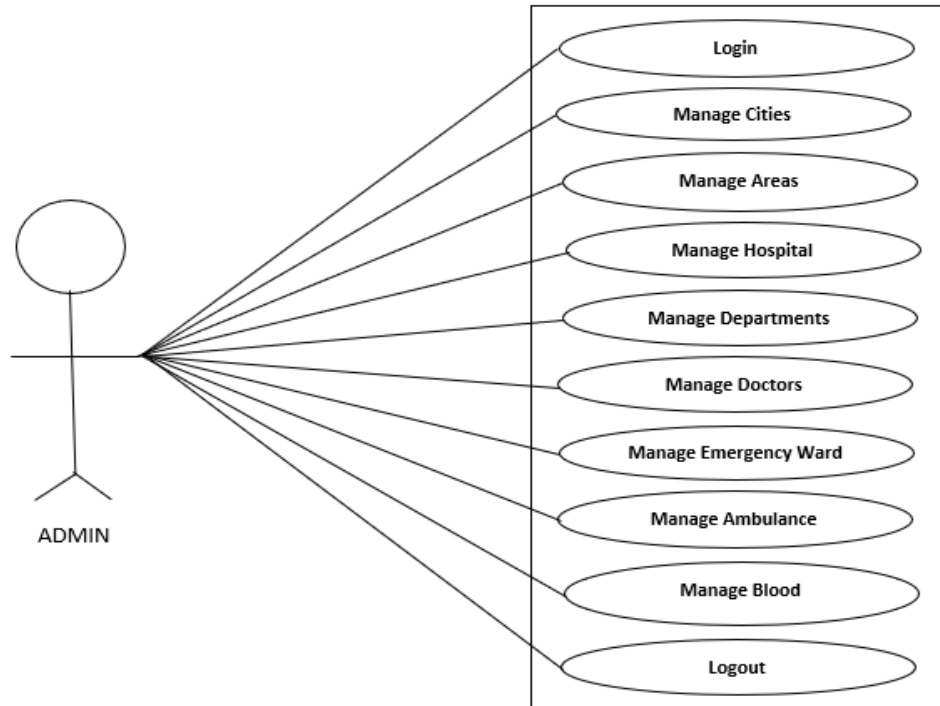 Login
Manage Cities
Manage Areas
Manage Hospital
Manage Departments
Manage Doctors
Manage Emergency Ward
Manage Ambulance
ADMIN
Manage Blood
Logout